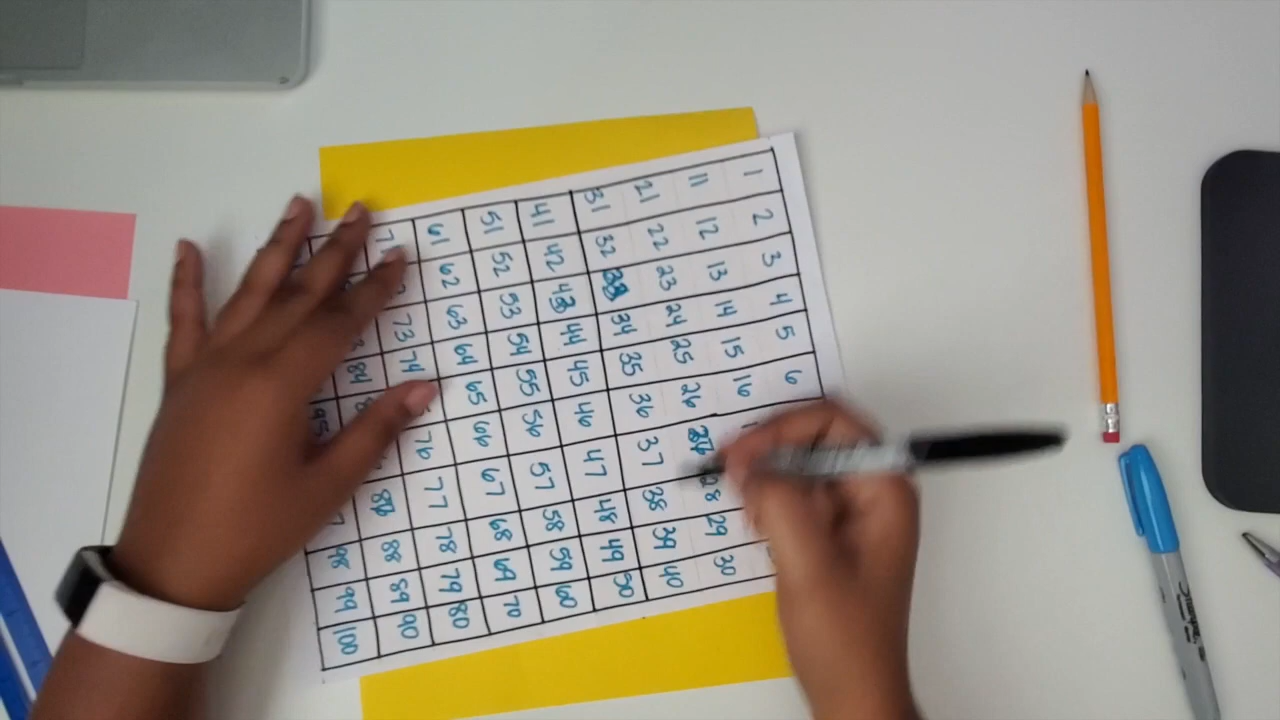 1 2 3 4 5 6
11 12 13 14 15 16
21 22 23 24 25 26 27 28 29 30
31 32 33 34 35 36 37 38 39 40
41 42 43 44 45 46 47 48 49 50
51 52 53 54 55 56 57 58 59 60
61 62 63 64 65 66 67 68 69 70
73 74 76 77 78 79 80
84 88 89 90
95 98 99 100